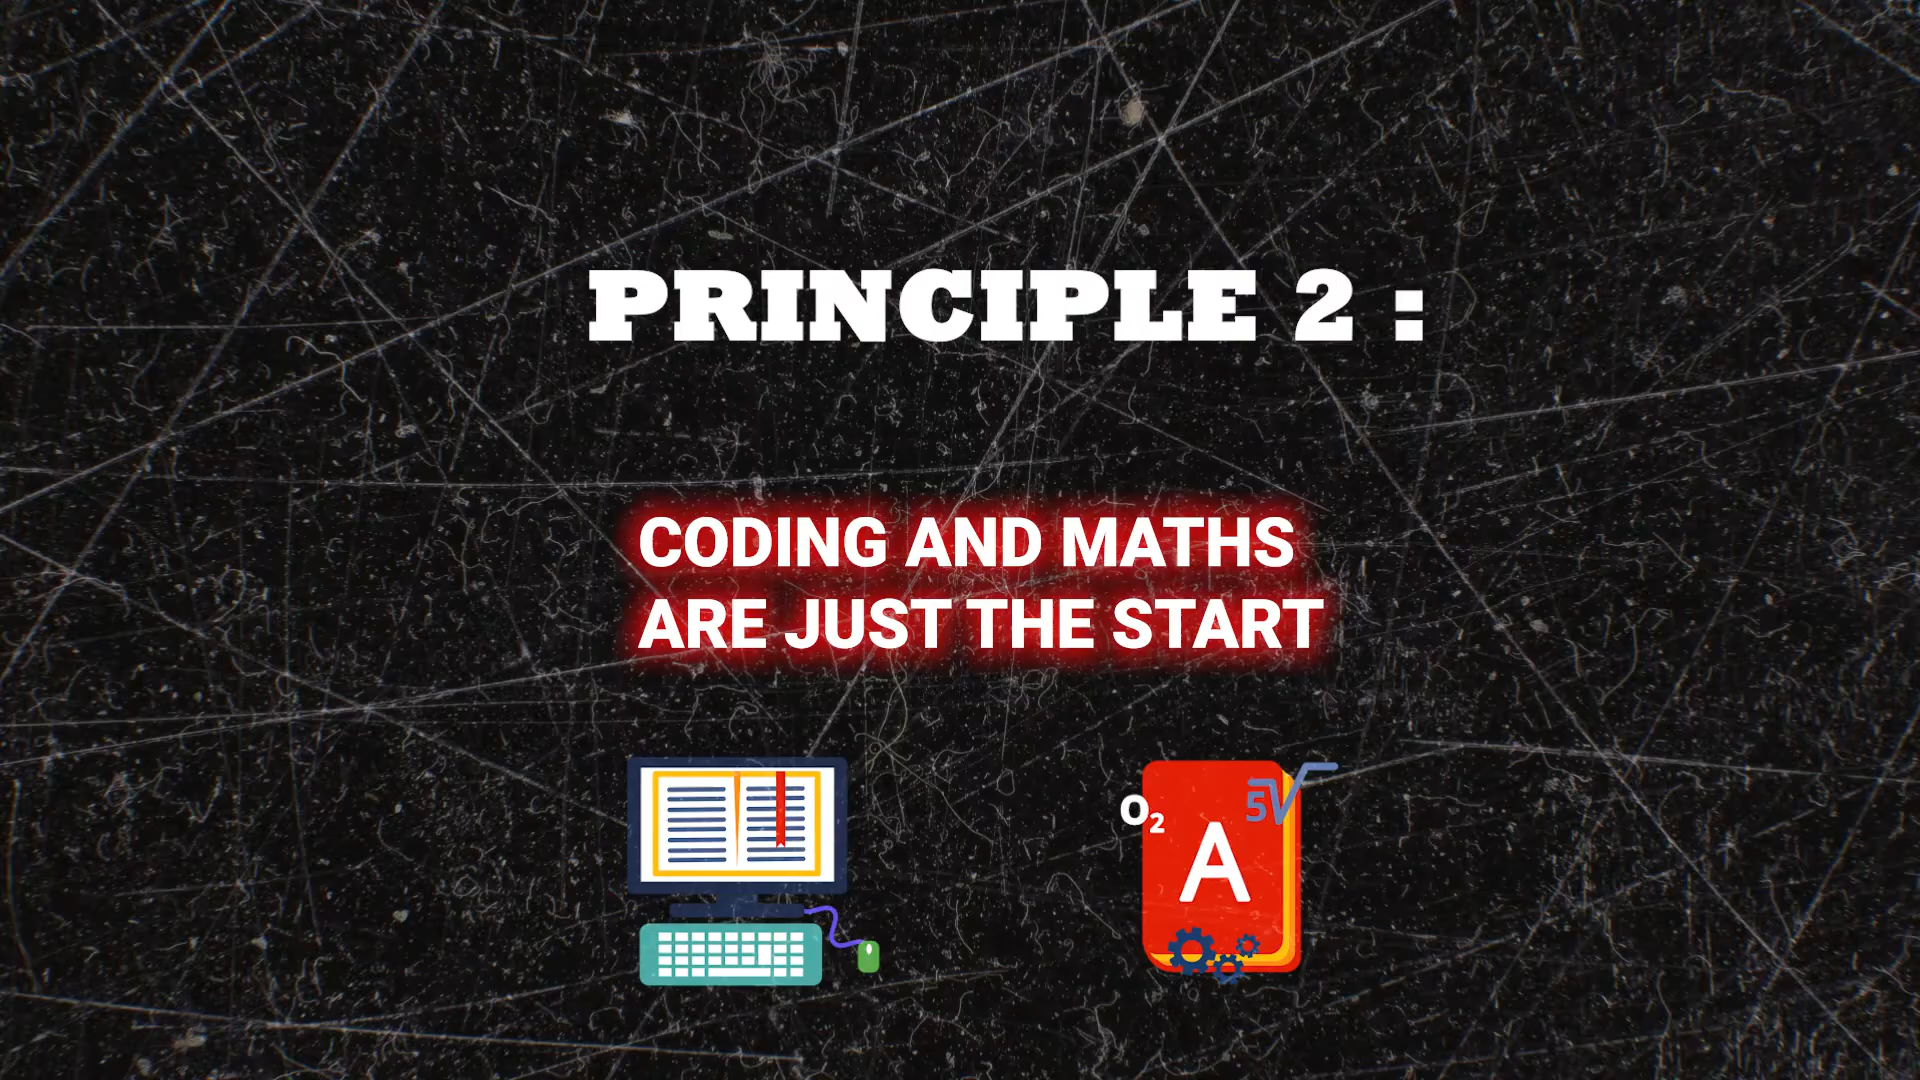 PRINCIPLE 2 :
CODING AND MATHS
ARE JUST THE START
O₂
5√
A